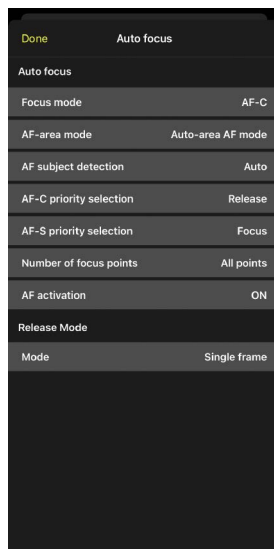 Done Auto focus
Auto focus
Focus mode AF-C
AF-area mode Auto-area AF mode
AF subject detection Auto
AF-C priority selection Release
AF-S priority selection Focus
Number of focus points All points
AF activation ON
Release Mode
Mode Single frame